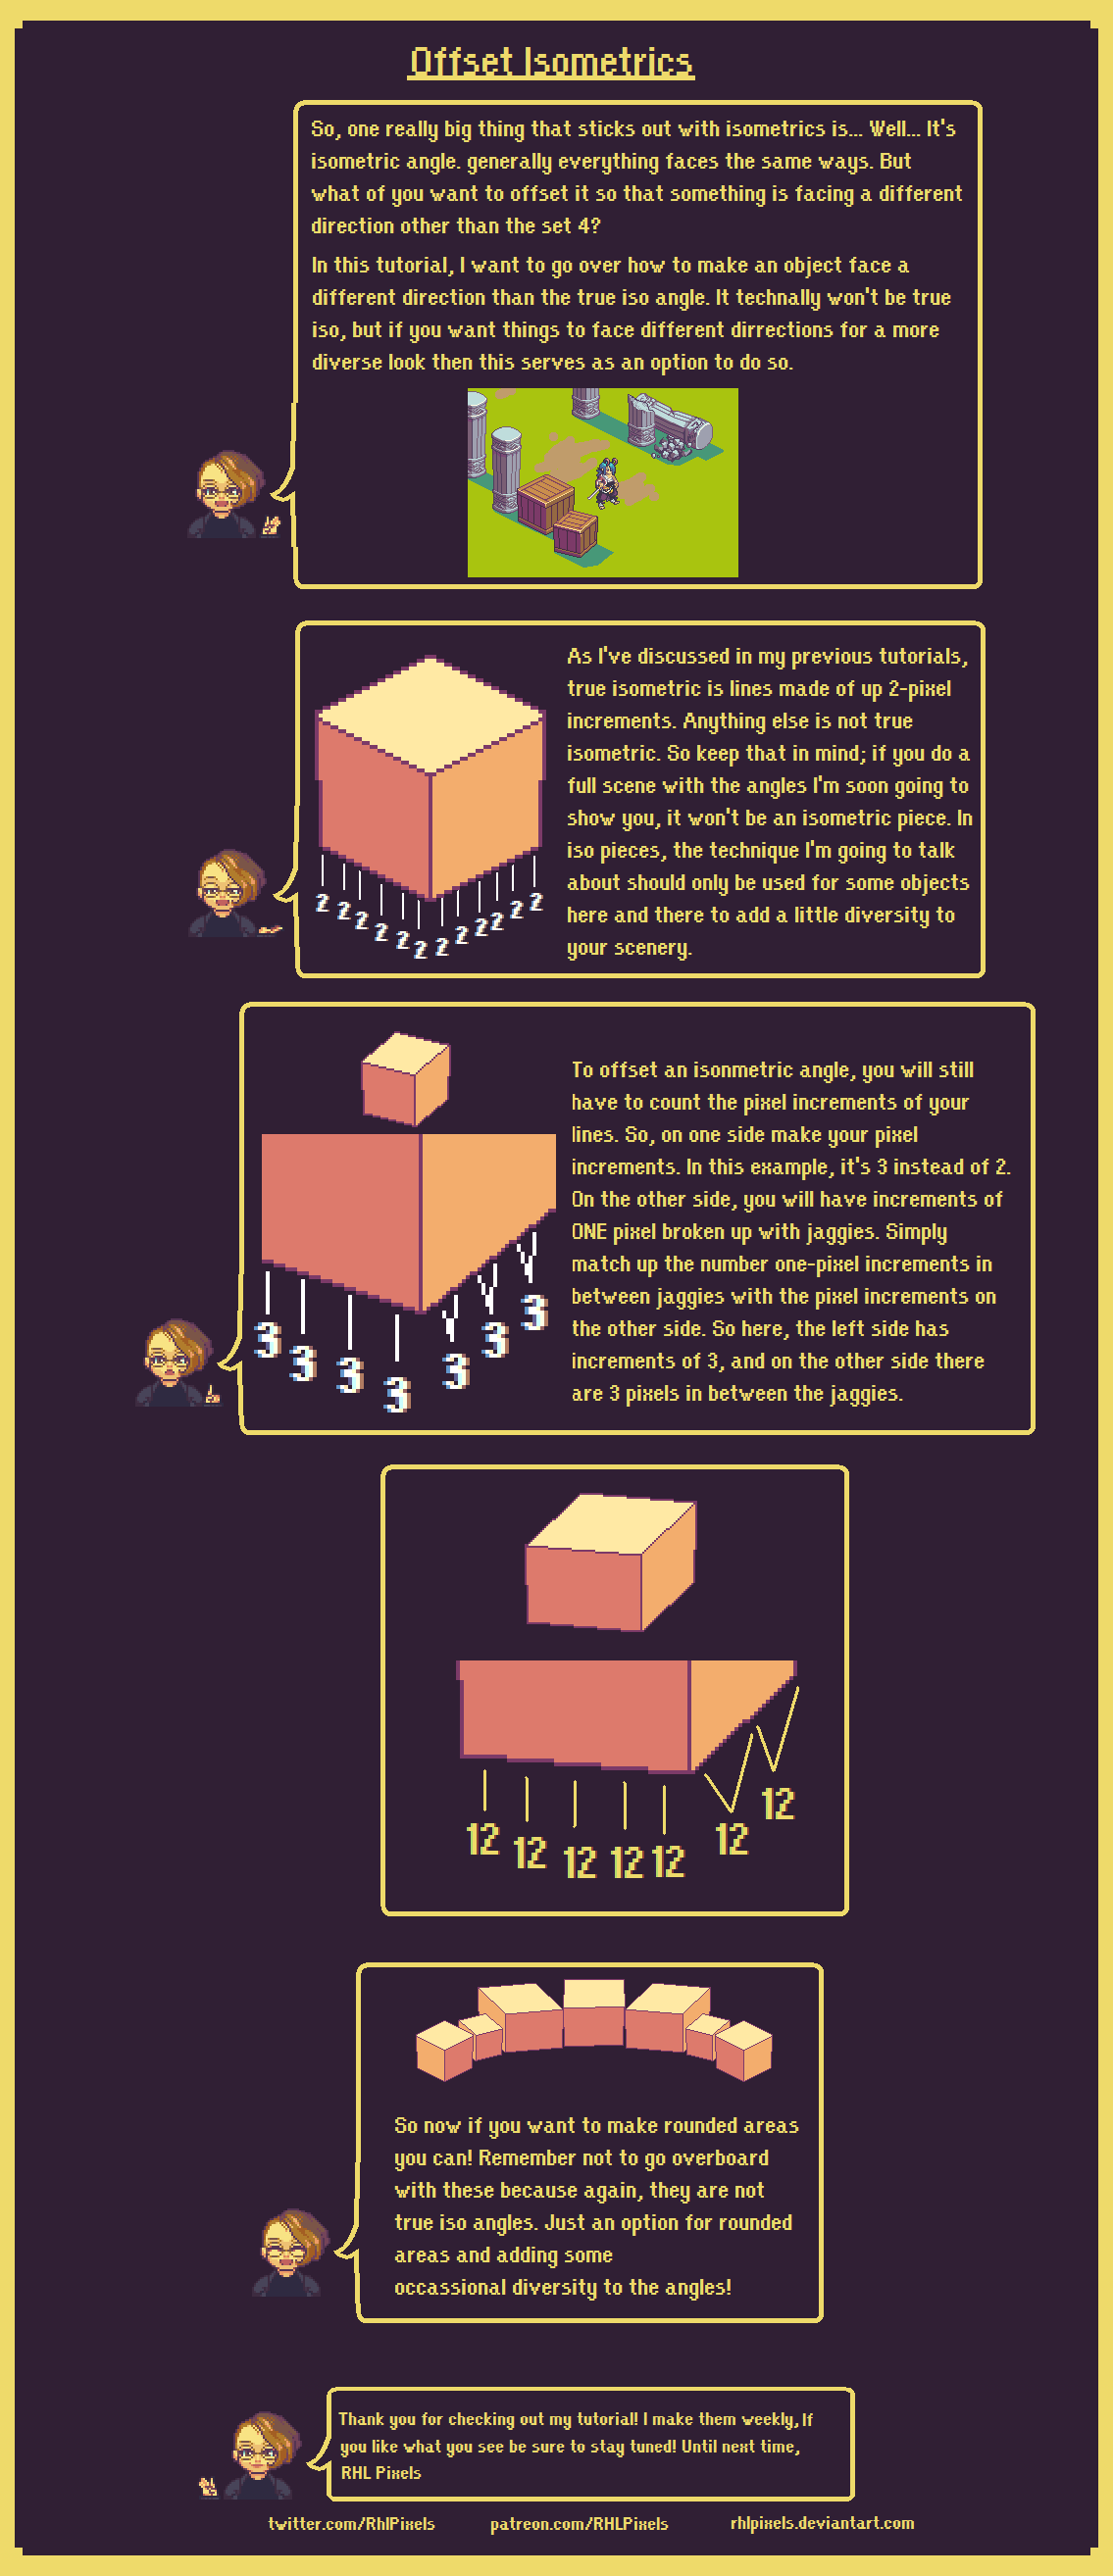 Offset Isometrics
So, one really big thing that sticks out with isometrics is... Well... It's
isometric angle. generally everything faces the same ways. But
what of you want to offset it so that something is facing a different
direction other than the set 4?
In this tutorial, I want to go over how to make an object face a
different direction than the true iso angle. It technally won't be true
iso, but if you want things to face different dirrections for a more
diverse look then this serves as an option to do so.
As I've discussed in my previous tutorials,
true isometric is lines made of up 2-pixel
increments. Anything else is not true
isometric. So keep that in mind; if you do a
full scene with the angles I'm soon going to
show you, it won't be an isometric piece. In
iso pieces, the technique I'm going to talk
about should only be used for some objects
here and there to add a little diversity to
your scenery.
2 2 2 2 2 2 2 2 2 2 2
To offset an isonmetric angle, you will still
have to count the pixel increments of your
lines. So, on one side make your pixel
increments. In this example, it's 3 instead of 2.
On the other side, you will have increments of
ONE pixel broken up with jaggies. Simply
match up the number one-pixel increments in
between jaggies with the pixel increments on
the other side. So here, the left side has
increments of 3, and on the other side there
are 3 pixels in between the jaggies.
3 3 3 3 3 3 3
12 12 12 12 12 12 12
So now if you want to make rounded areas
you can! Remember not to go overboard
with these because again, they are not
true iso angles. Just an option for rounded
areas and adding some
occassional diversity to the angles!
Thank you for checking out my tutorial! I make them weekly, If
you like what you see be sure to stay tuned! Until next time,
RHL Pixels
twitter.com/RhlPixels patreon.com/RHLPixels rhlpixels.deviantart.com